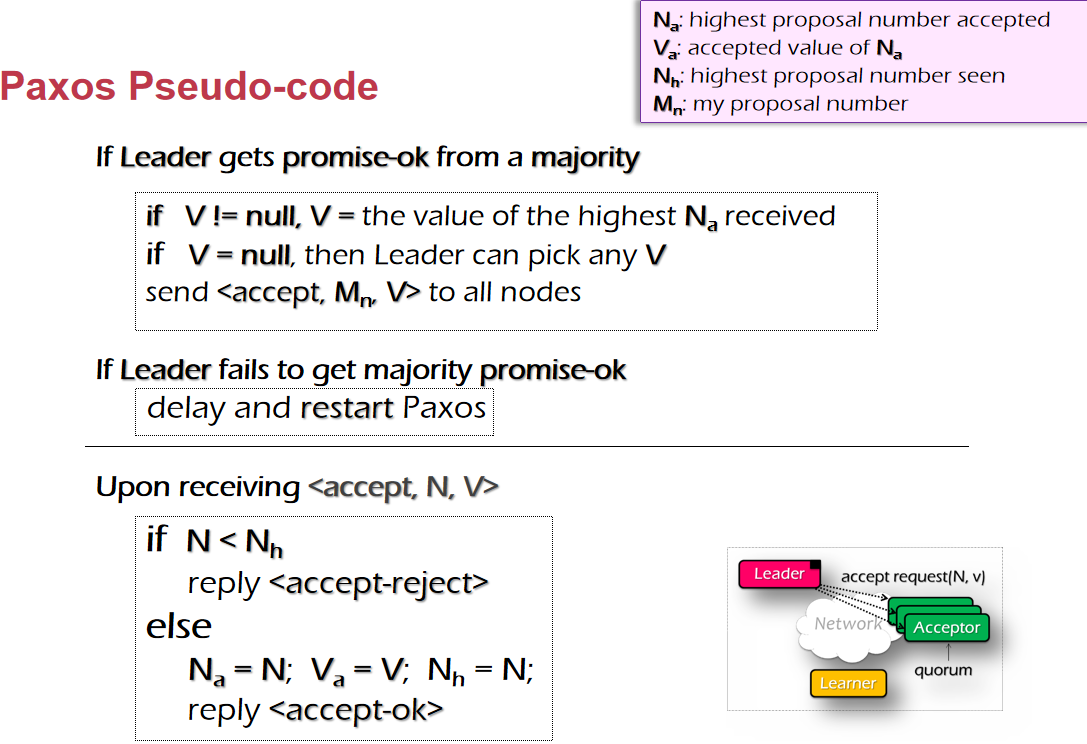 Nₐ: highest proposal number accepted
Vₐ: accepted value of Nₐ
Nₕ: highest proposal number seen
Mₙ: my proposal number
Paxos Pseudo-code
If Leader gets promise-ok from a majority
if V != null, V = the value of the highest Nₐ received
if V = null, then Leader can pick any V
send <accept, Mₙ, V> to all nodes
If Leader fails to get majority promise-ok
delay and restart Paxos
Upon receiving <accept, N, V>
if N < Nₕ
reply <accept-reject>
else
Nₐ = N; Vₐ = V; Nₕ = N;
reply <accept-ok>
Leader
accept request(N, v)
Network
Acceptor
quorum
Learner